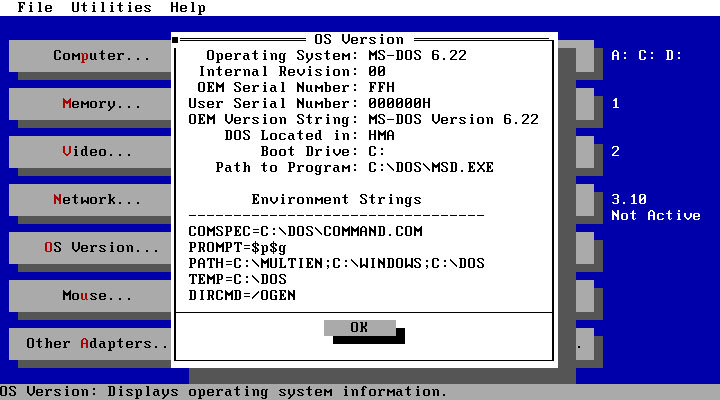 File  Utilities  Help
OS Version
Computer...
Operating System: MS-DOS 6.22
A: C: D:
Internal Revision: 00
OEM Serial Number: FFH
Memory...
User Serial Number: 000000H
1
OEM Version String: MS-DOS Version 6.22
DOS Located in: HMA
Video...
Boot Drive: C:
2
Path to Program: C:\DOS\MSD.EXE
Network...
Environment Strings
3.10
--------------------------------
Not Active
COMSPEC=C:\DOS\COMMAND.COM
OS Version...
PROMPT=$p$g
PATH=C:\MULTIEN;C:\WINDOWS;C:\DOS
TEMP=C:\DOS
Mouse...
DIRCMD=/OGEN
OK
Other Adapters..
.
OS Version: Displays operating system information.